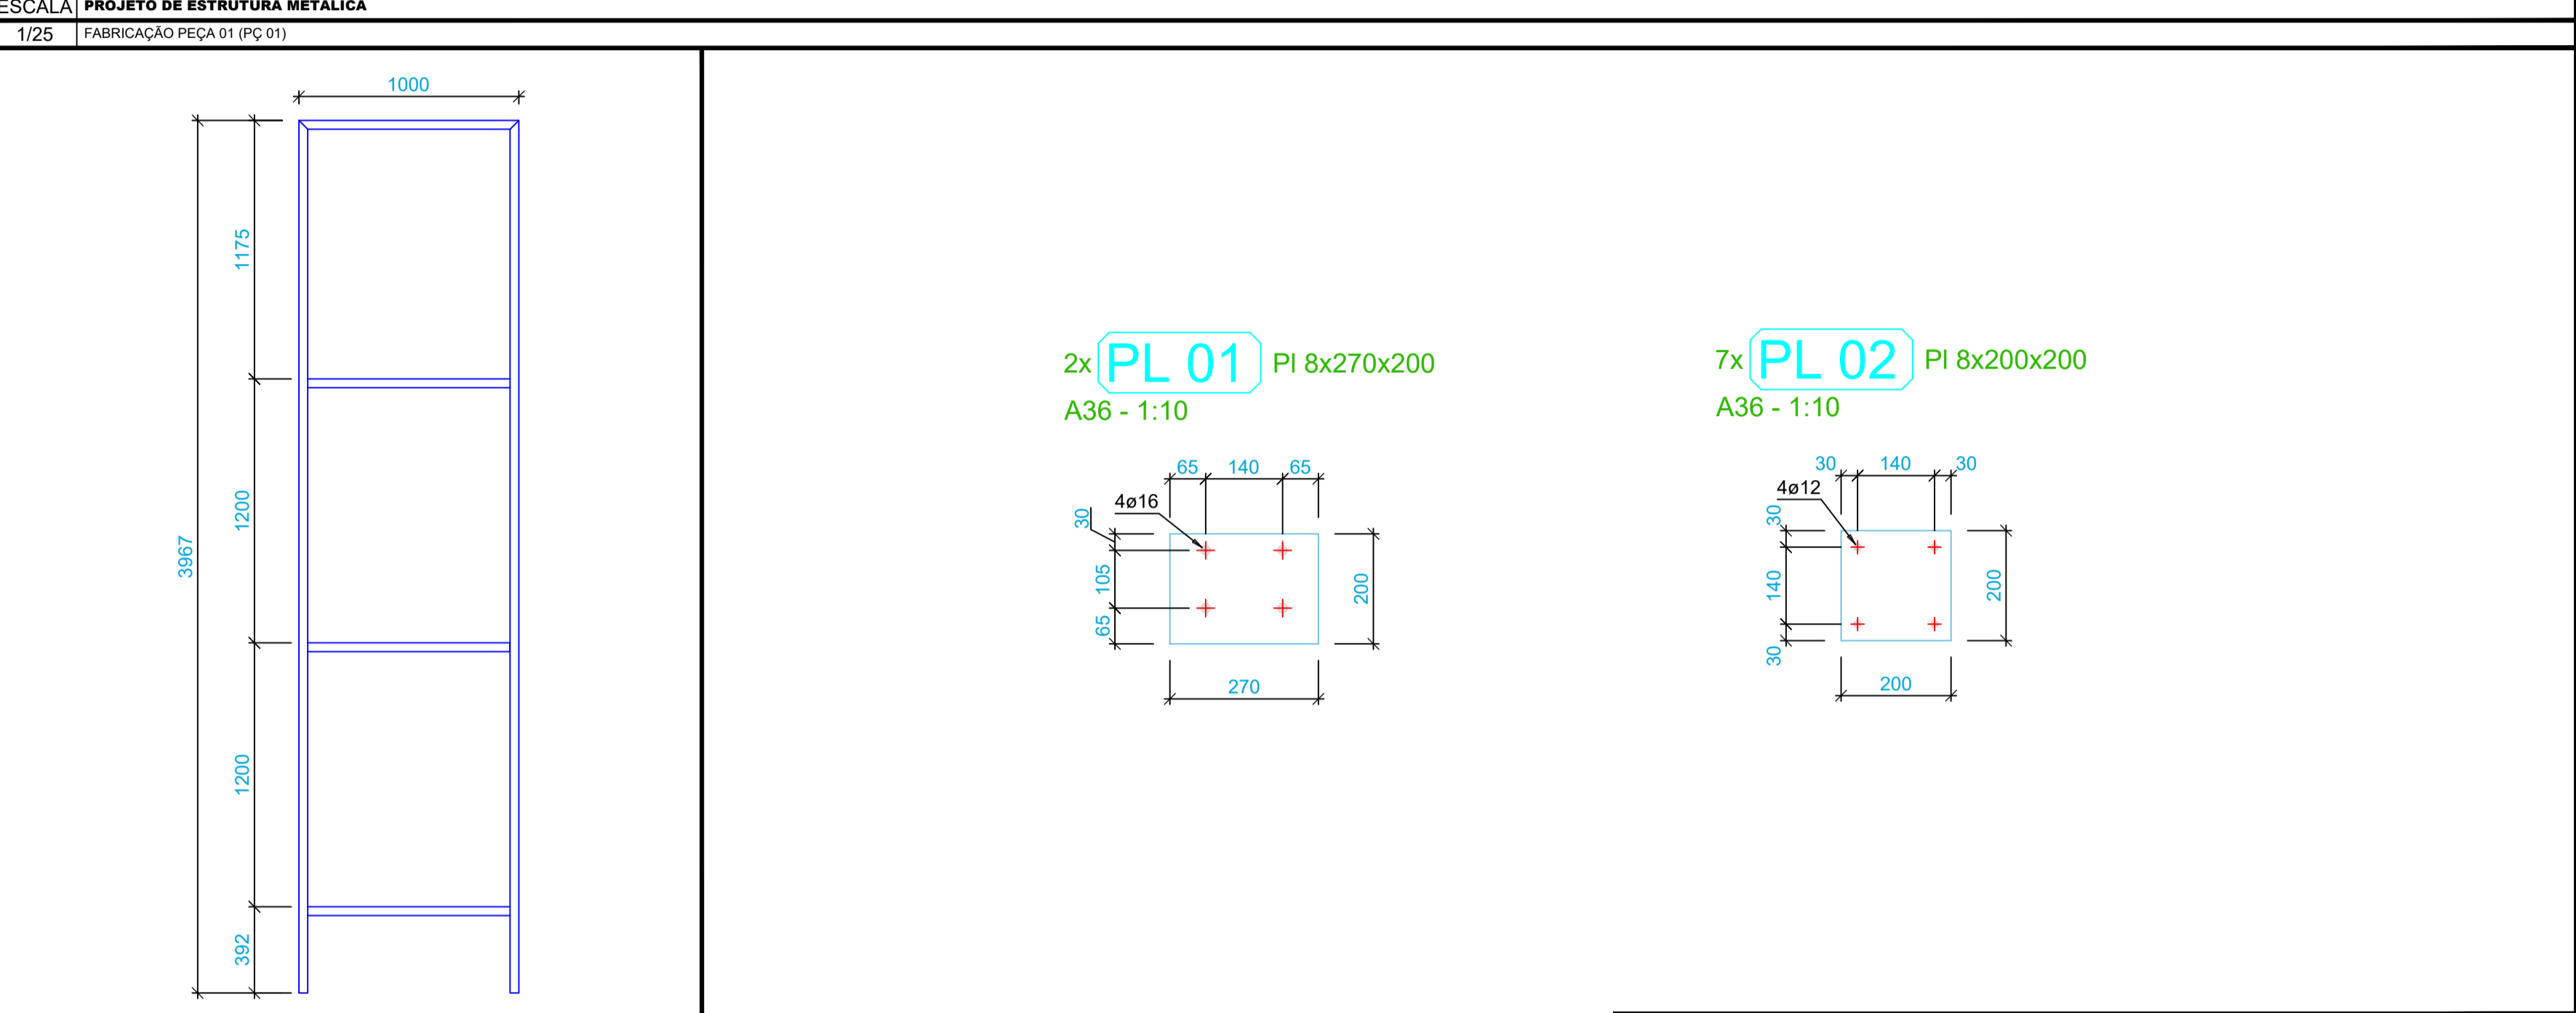 ESCALA PROJETO DE ESTRUTURA METÁLICA
1/25 FABRICAÇÃO PEÇA 01 (PÇ 01)
1000
1175
1200
3967
1200
392
2x PL 01 Pl 8x270x200
A36 - 1:10
65 140 65
4ø16
30
105
65
200
270
7x PL 02 Pl 8x200x200
A36 - 1:10
30 140 30
4ø12
30
140
30
200
200